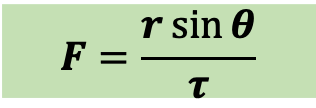 F = r sin θ / τ